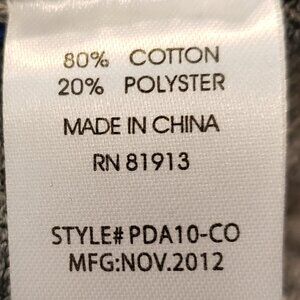 80% COTTON
20% POLYSTER
MADE IN CHINA
RN 81913
STYLE# PDA10-CO
MFG:NOV.2012